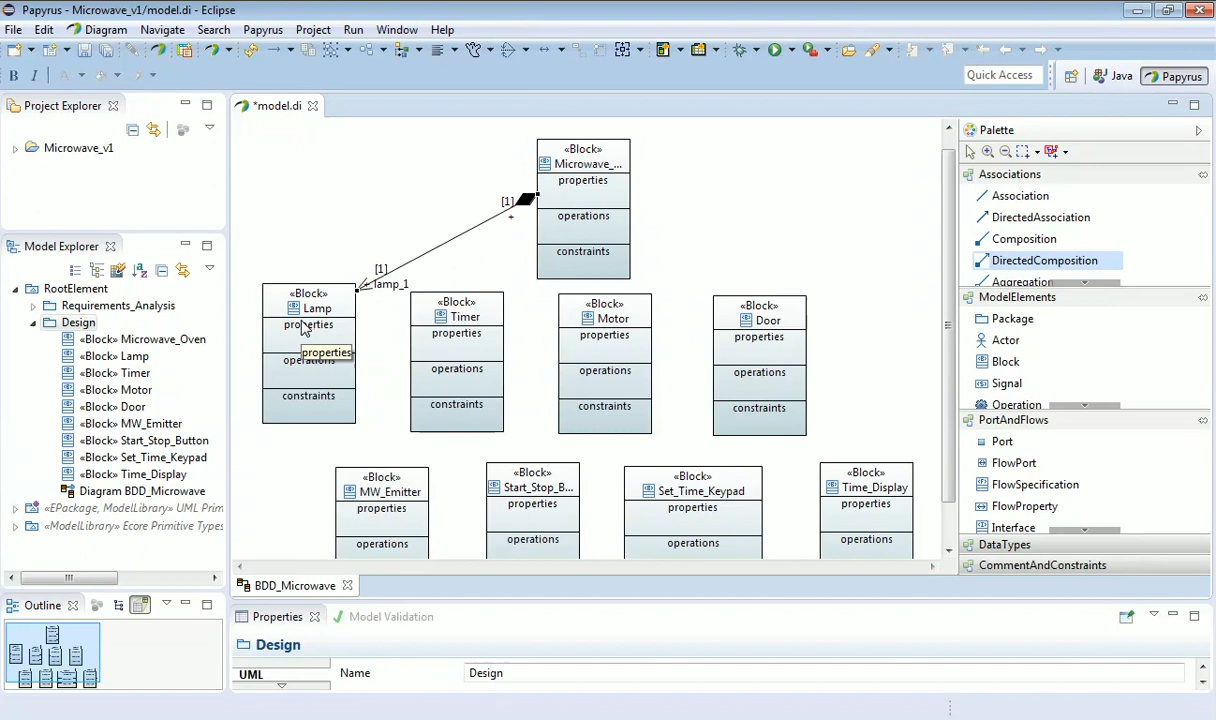 Papyrus - Microwave_v1/model.di - Eclipse
File Edit Diagram Navigate Search Papyrus Project Run Window Help
B I A
Quick Access Java Papyrus
Project Explorer
Microwave_v1
Model Explorer
RootElement
Requirements_Analysis
Design
«Block» Microwave_Oven
«Block» Lamp
«Block» Timer
«Block» Motor
«Block» Door
«Block» MW_Emitter
«Block» Start_Stop_Button
«Block» Set_Time_Keypad
«Block» Time_Display
Diagram BDD_Microwave
«EPackage, ModelLibrary» UML Prim
«ModelLibrary» Ecore Primitive Types
Outline
*model.di
«Block»
Microwave_...
properties
operations
constraints
[1]
+
[1]
lamp_1
«Block»
Lamp
properties
properties
operations
constraints
«Block»
Timer
properties
operations
constraints
«Block»
Motor
properties
operations
constraints
«Block»
Door
properties
operations
constraints
«Block»
MW_Emitter
properties
operations
«Block»
Start_Stop_B...
properties
operations
«Block»
Set_Time_Keypad
properties
operations
«Block»
Time_Display
properties
operations
BDD_Microwave
Palette
Associations
Association
DirectedAssociation
Composition
DirectedComposition
Aggregation
ModelElements
Package
Actor
Block
Signal
Operation
PortAndFlows
Port
FlowPort
FlowSpecification
FlowProperty
Interface
DataTypes
CommentAndConstraints
Properties Model Validation
Design
UML Name Design